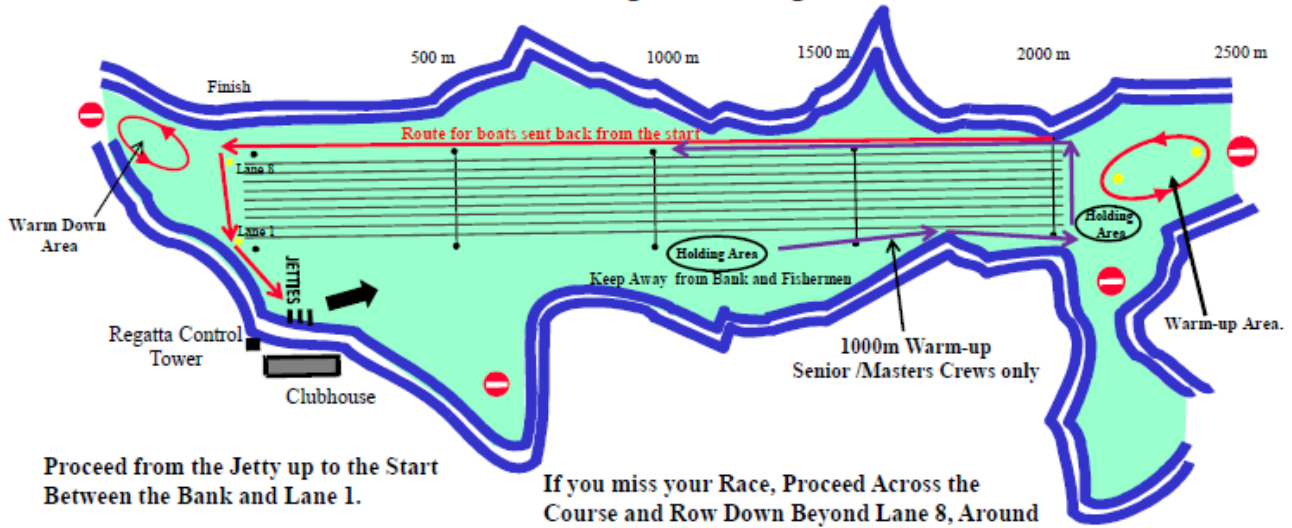 500 m
1000 m
1500 m
2000 m
2500 m
Finish
Route for boats sent back from the start
Lane 8
Warm Down
Area
Lane 1
Holding
Area
Holding Area
JETTIES
Keep Away from Bank and Fishermen
Regatta Control
Tower
Warm-up Area.
1000m Warm-up
Senior /Masters Crews only
Clubhouse
Proceed from the Jetty up to the Start
Between the Bank and Lane 1.
If you miss your Race, Proceed Across the
Course and Row Down Beyond Lane 8, Around